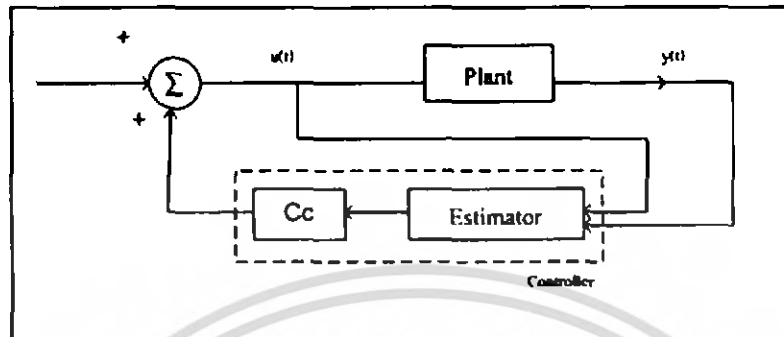 +
u(t)
y(t)
Σ
Plant
+
Cc
Estimator
Controller